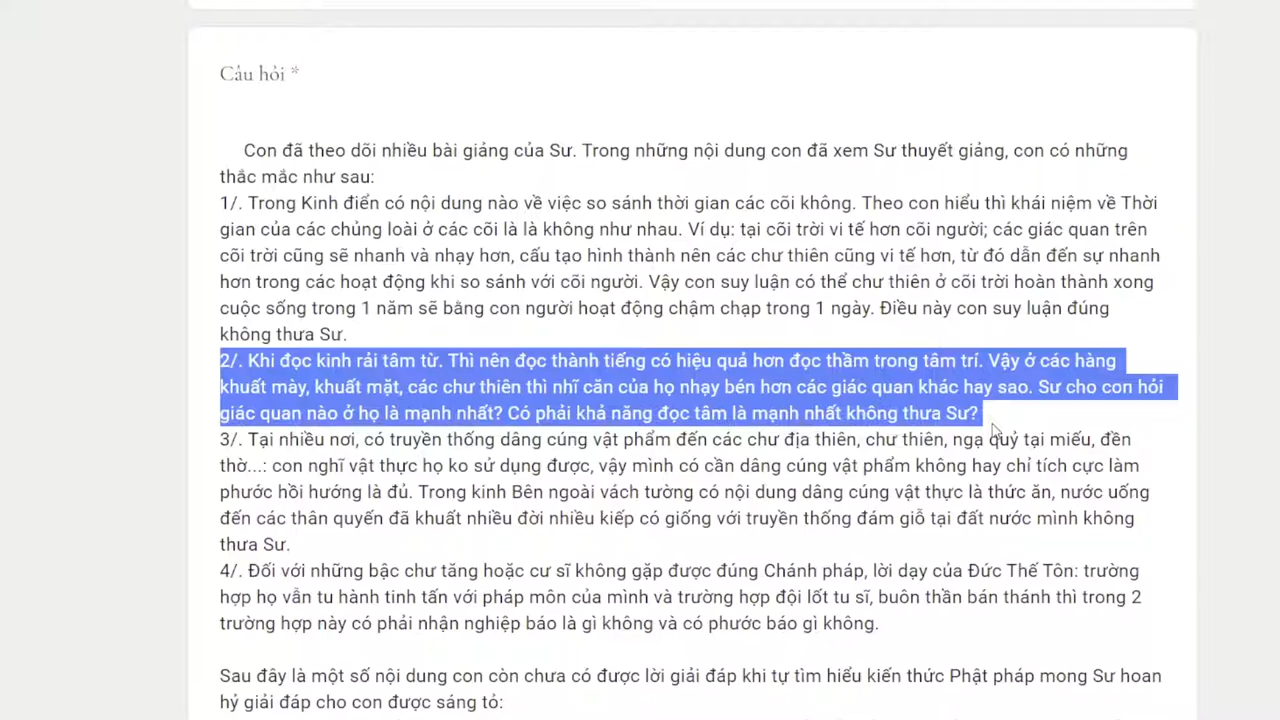 Câu hỏi *
Con đã theo dõi nhiều bài giảng của Sư. Trong những nội dung con đã xem Sư thuyết giảng, con có những
thắc mắc như sau:
1/. Trong Kinh điển có nội dung nào về việc so sánh thời gian các cõi không. Theo con hiểu thì khái niệm về Thời
gian của các chủng loài ở các cõi là là không như nhau. Ví dụ: tại cõi trời vi tế hơn cõi người; các giác quan trên
cõi trời cũng sẽ nhanh và nhạy hơn, cấu tạo hình thành nên các chư thiên cũng vi tế hơn, từ đó dẫn đến sự nhanh
hơn trong các hoạt động khi so sánh với cõi người. Vậy con suy luận có thể chư thiên ở cõi trời hoàn thành xong
cuộc sống trong 1 năm sẽ bằng con người hoạt động chậm chạp trong 1 ngày. Điều này con suy luận đúng
không thưa Sư.
2/. Khi đọc kinh rải tâm từ. Thì nên đọc thành tiếng có hiệu quả hơn đọc thầm trong tâm trí. Vậy ở các hàng
khuất mày, khuất mặt, các chư thiên thì nhĩ căn của họ nhạy bén hơn các giác quan khác hay sao. Sư cho con hỏi
giác quan nào ở họ là mạnh nhất? Có phải khả năng đọc tâm là mạnh nhất không thưa Sư?
3/. Tại nhiều nơi, có truyền thống dâng cúng vật phẩm đến các chư địa thiên, chư thiên, ngạ quỷ tại miếu, đền
thờ...: con nghĩ vật thực họ ko sử dụng được, vậy mình có cần dâng cúng vật phẩm không hay chỉ tích cực làm
phước hồi hướng là đủ. Trong kinh Bên ngoài vách tường có nội dung dâng cúng vật thực là thức ăn, nước uống
đến các thân quyến đã khuất nhiều đời nhiều kiếp có giống với truyền thống đám giỗ tại đất nước mình không
thưa Sư.
4/. Đối với những bậc chư tăng hoặc cư sĩ không gặp được đúng Chánh pháp, lời dạy của Đức Thế Tôn: trường
hợp họ vẫn tu hành tinh tấn với pháp môn của mình và trường hợp đội lốt tu sĩ, buôn thần bán thánh thì trong 2
trường hợp này có phải nhận nghiệp báo là gì không và có phước báo gì không.
Sau đây là một số nội dung con còn chưa có được lời giải đáp khi tự tìm hiểu kiến thức Phật pháp mong Sư hoan
hỷ giải đáp cho con được sáng tỏ: